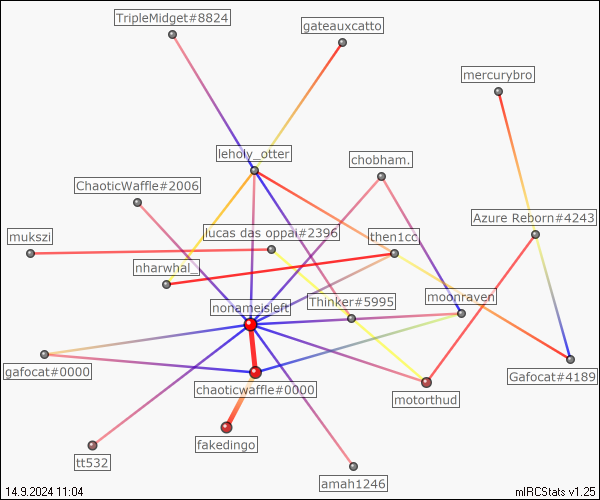 TripleMidget#8824
gateauxcatto
mercurybro
leholy_otter
chobham.
ChaoticWaffle#2006
Azure Reborn#4243
mukszi
lucas das oppai#2396
then1cc
nharwhal_
nonameisleft
Thinker#5995
moonraven
gafocat#0000
Gafocat#4189
chaoticwaffle#0000
motorthud
fakedingo
tt532
amah1246
14.9.2024 11:04
mIRCStats v1.25